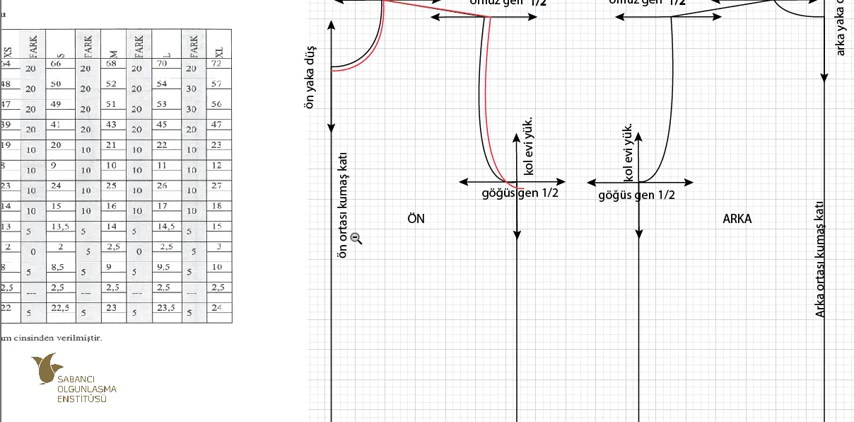 XS FARK S FARK M FARK L FARK XL
64 20 66 20 68 20 70 20 72
48 20 50 20 52 20 54 30 57
47 20 49 20 51 20 53 30 56
39 10 41 20 43 20 45 20 47
19 10 20 10 21 10 22 10 23
8 10 9 10 10 10 11 10 12
23 10 24 10 25 10 26 10 27
14 10 15 10 16 10 17 10 18
13 5 13,5 5 14 5 14,5 5 15
2 0 2 5 2,5 0 2,5 5 3
8 5 8,5 5 9 5 9,5 5 10
2,5 — 2,5 — 2,5 — 2,5 — 2,5
22 5 22,5 5 23 5 23,5 5 24
cinsinden verilmiştir.
SABANCI
OLGUNLAŞMA
ENSTİTÜSÜ
omuz gen 1/2
omuz gen 1/2
ön yaka düş
arka yaka
kol evi yük.
kol evi yük.
göğüs gen 1/2
göğüs gen 1/2
ön ortası kumaş katı
ÖN
ARKA
Arka ortası kumaş katı